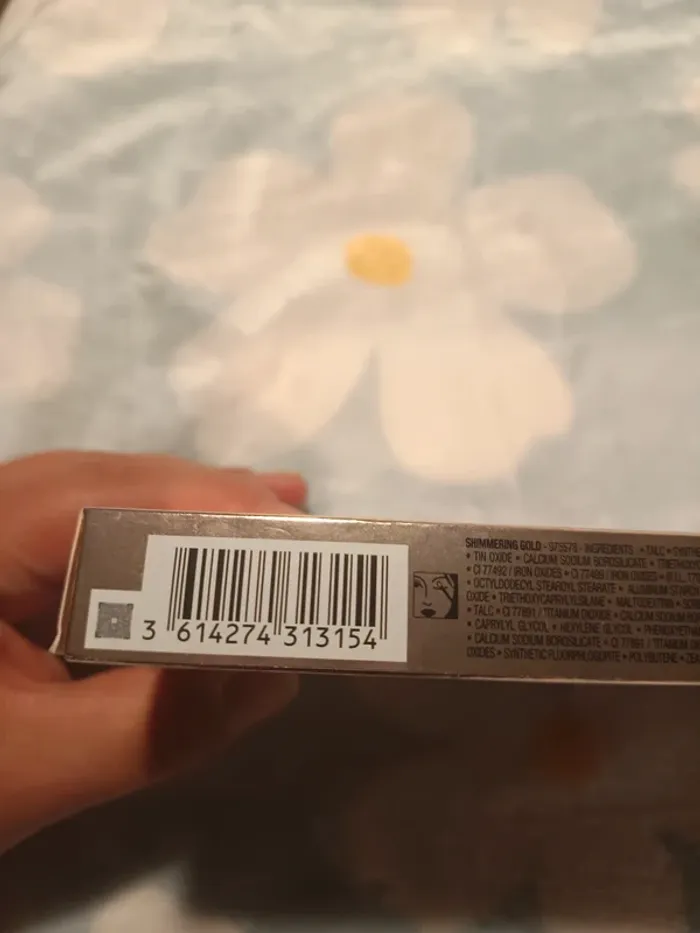 3 614274 313154
SHIMMERING GOLD - 975576 - INGREDIENTS • TALC •
• TIN OXIDE • CALCIUM SODIUM BOROSILICATE •
• CI 77492 / IRON OXIDES • CI 77499 / IRON OXIDES •
OCTYLDODECYL STEAROYL STEARATE • ALUMINUM
OXIDE • TRIETHOXYCAPRYLYLSILANE • MALTODEXTRIN •
• TALC • CI 77891 / TITANIUM DIOXIDE • CALCIUM SODIUM
• CAPRYLYL GLYCOL • HEXYLENE GLYCOL •
• CALCIUM SODIUM BOROSILICATE • CI 77891 / TITANIUM
OXIDES • SYNTHETIC FLUORPHLOGOPITE • POLYBUTENE •